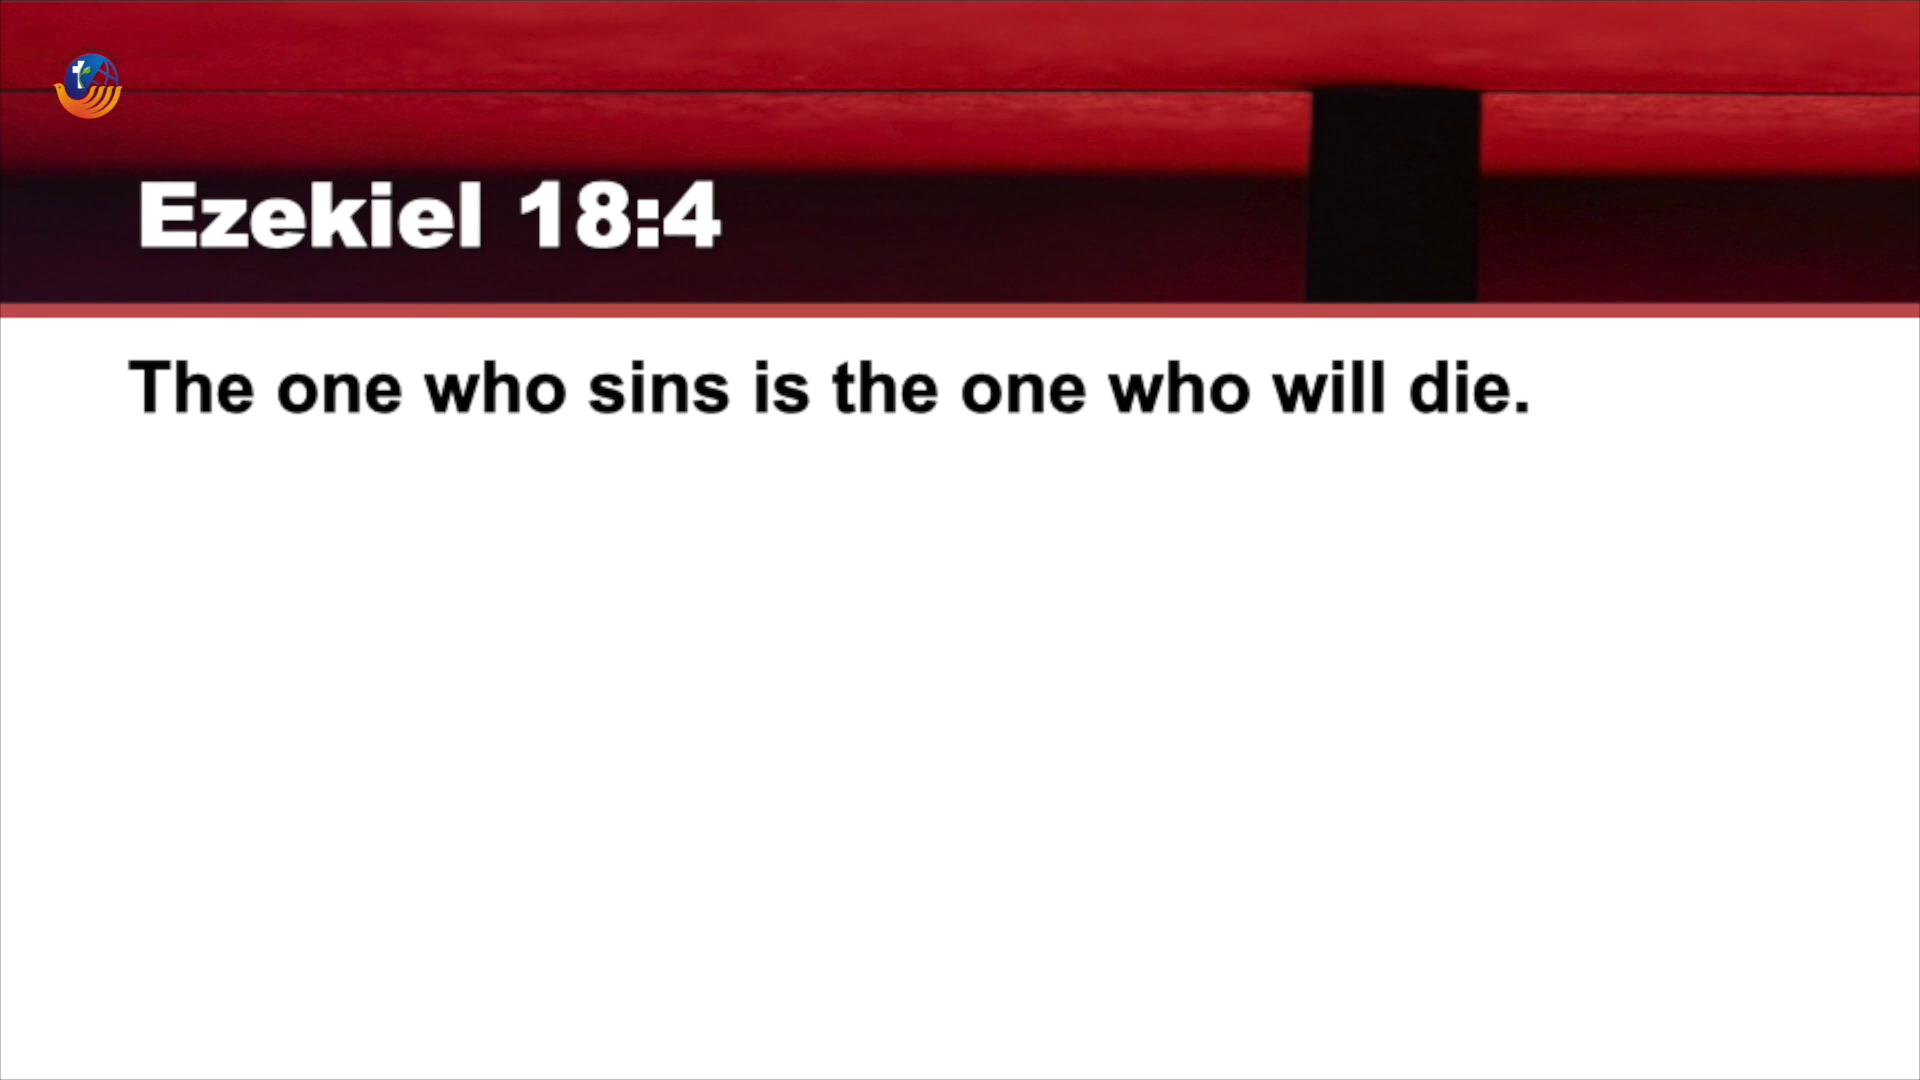 Ezekiel 18:4
The one who sins is the one who will die.